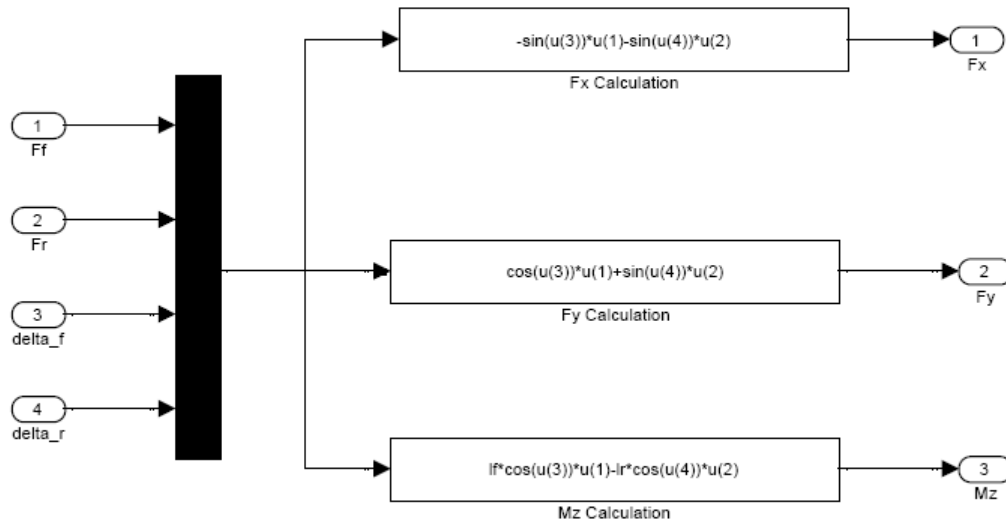 -sin(u(3))*u(1)-sin(u(4))*u(2)
Fx Calculation
1
Fx
1
Ff
2
Fr
3
delta_f
4
delta_r
cos(u(3))*u(1)+sin(u(4))*u(2)
Fy Calculation
2
Fy
lf*cos(u(3))*u(1)-lr*cos(u(4))*u(2)
Mz Calculation
3
Mz